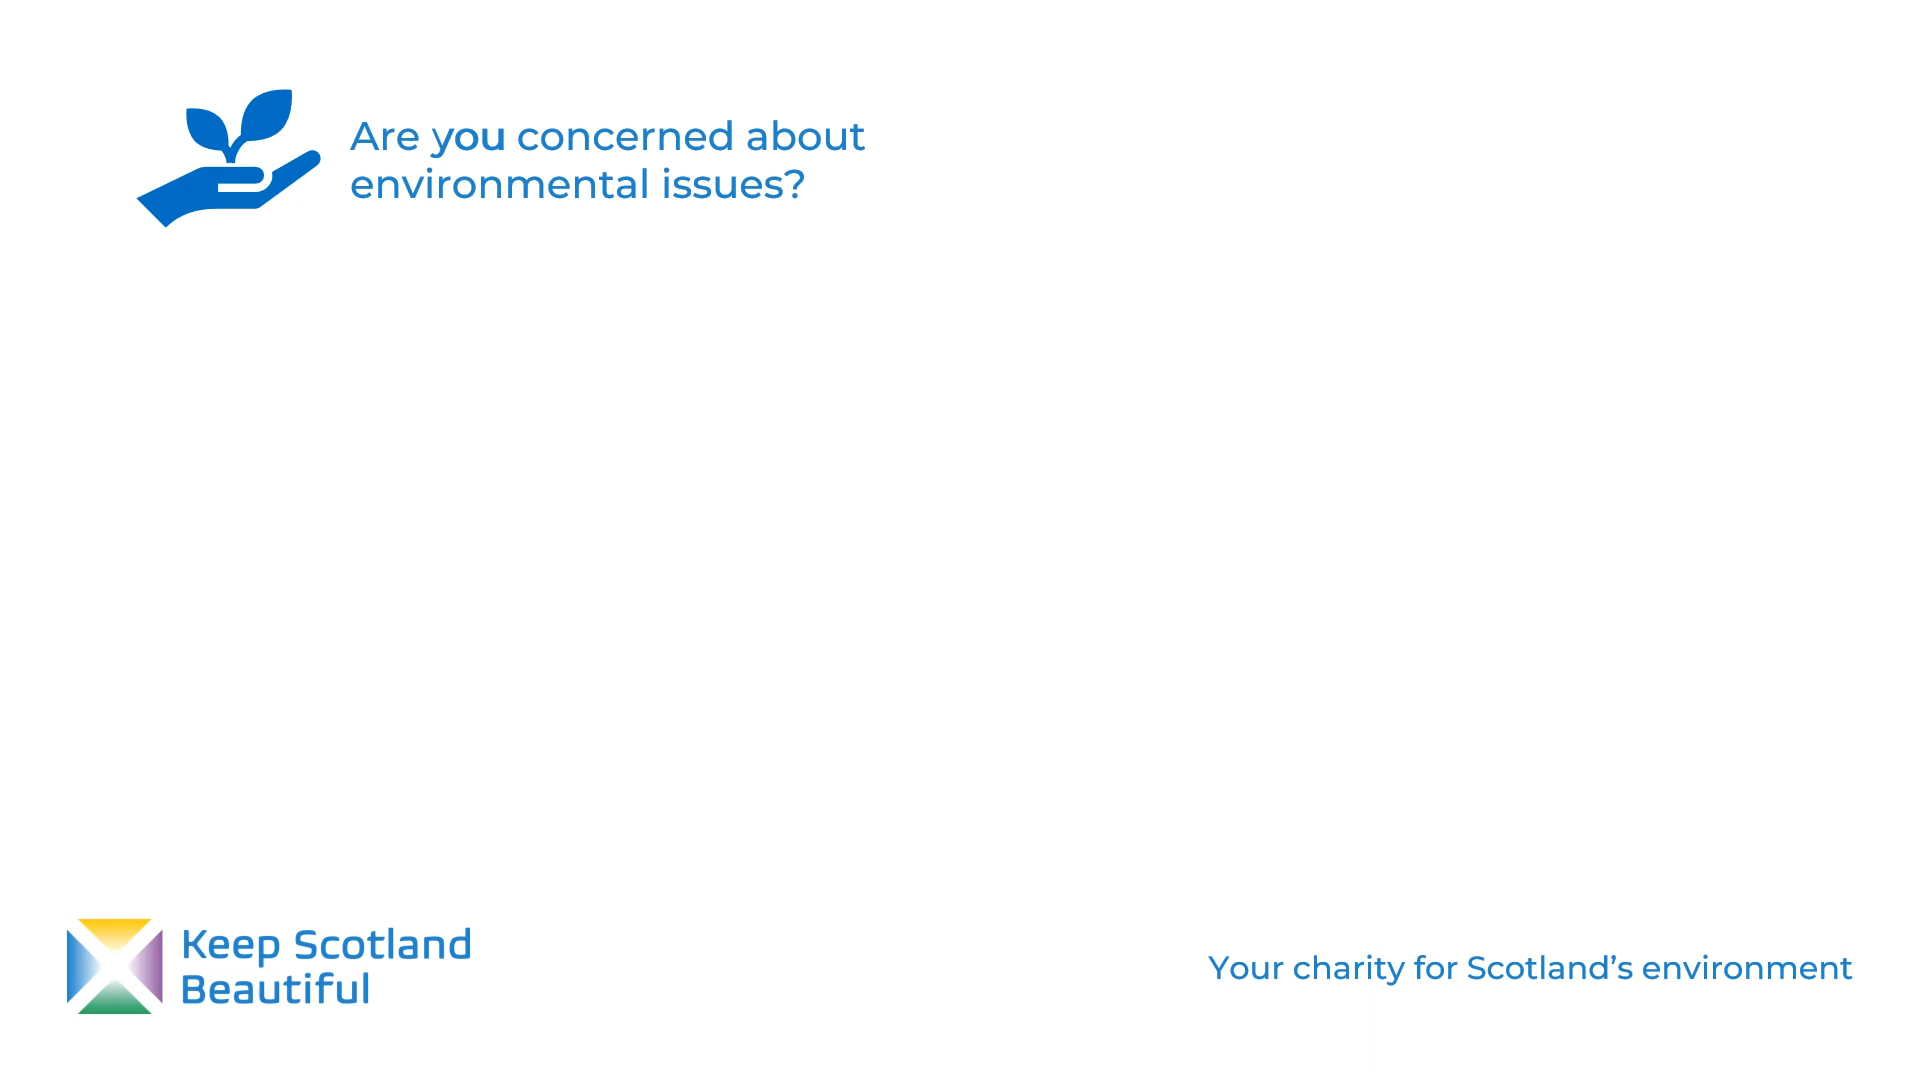 Are you concerned about
environmental issues?
Keep Scotland
Beautiful
Your charity for Scotland’s environment